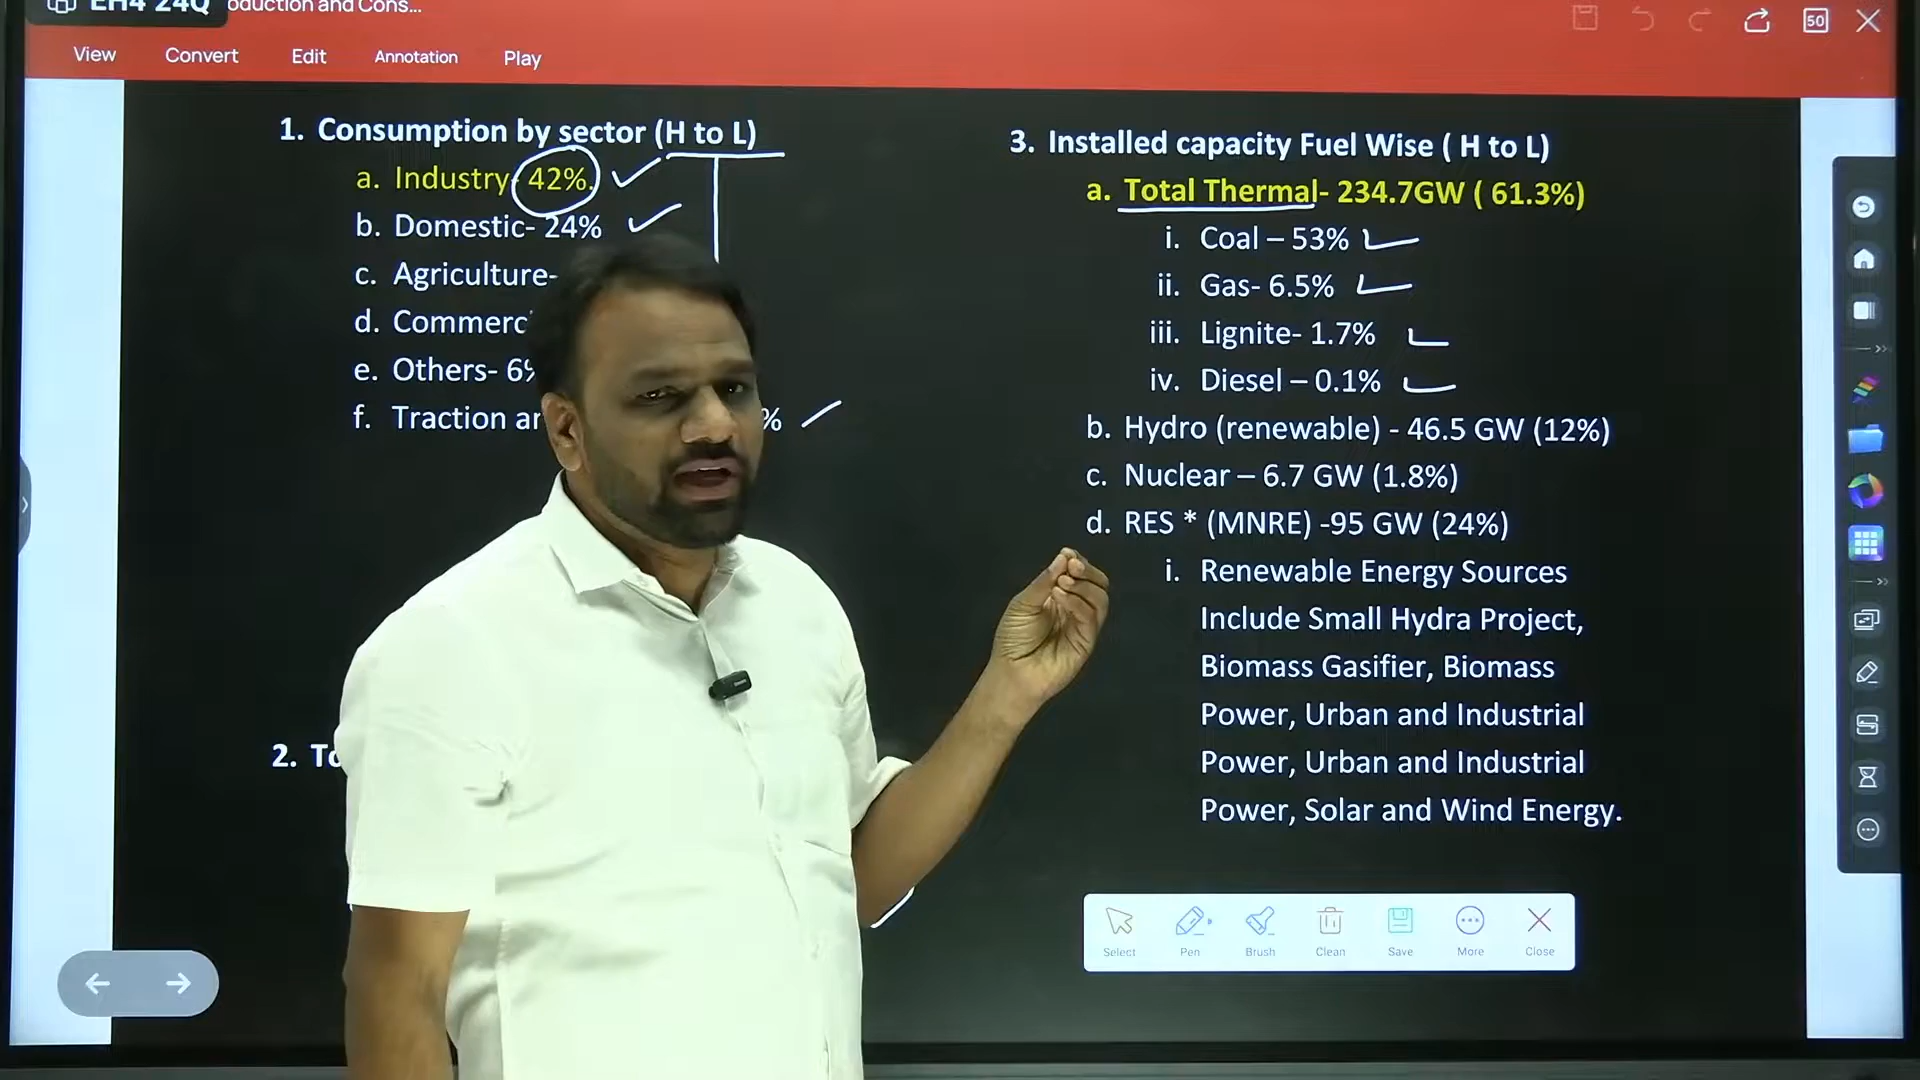 EH4 24Q
oduction and Cons...
View Convert Edit Annotation Play
50
1. Consumption by sector (H to L)
a. Industry- 42%.
b. Domestic- 24%
c. Agriculture-
d. Commerc
e. Others- 6%
f. Traction ar
%
2. To
3. Installed capacity Fuel Wise ( H to L)
a. Total Thermal- 234.7GW ( 61.3%)
i. Coal – 53%
ii. Gas- 6.5%
iii. Lignite- 1.7%
iv. Diesel – 0.1%
b. Hydro (renewable) - 46.5 GW (12%)
c. Nuclear – 6.7 GW (1.8%)
d. RES * (MNRE) -95 GW (24%)
i. Renewable Energy Sources
Include Small Hydra Project,
Biomass Gasifier, Biomass
Power, Urban and Industrial
Power, Urban and Industrial
Power, Solar and Wind Energy.
Select Pen Brush Clean Save More Close